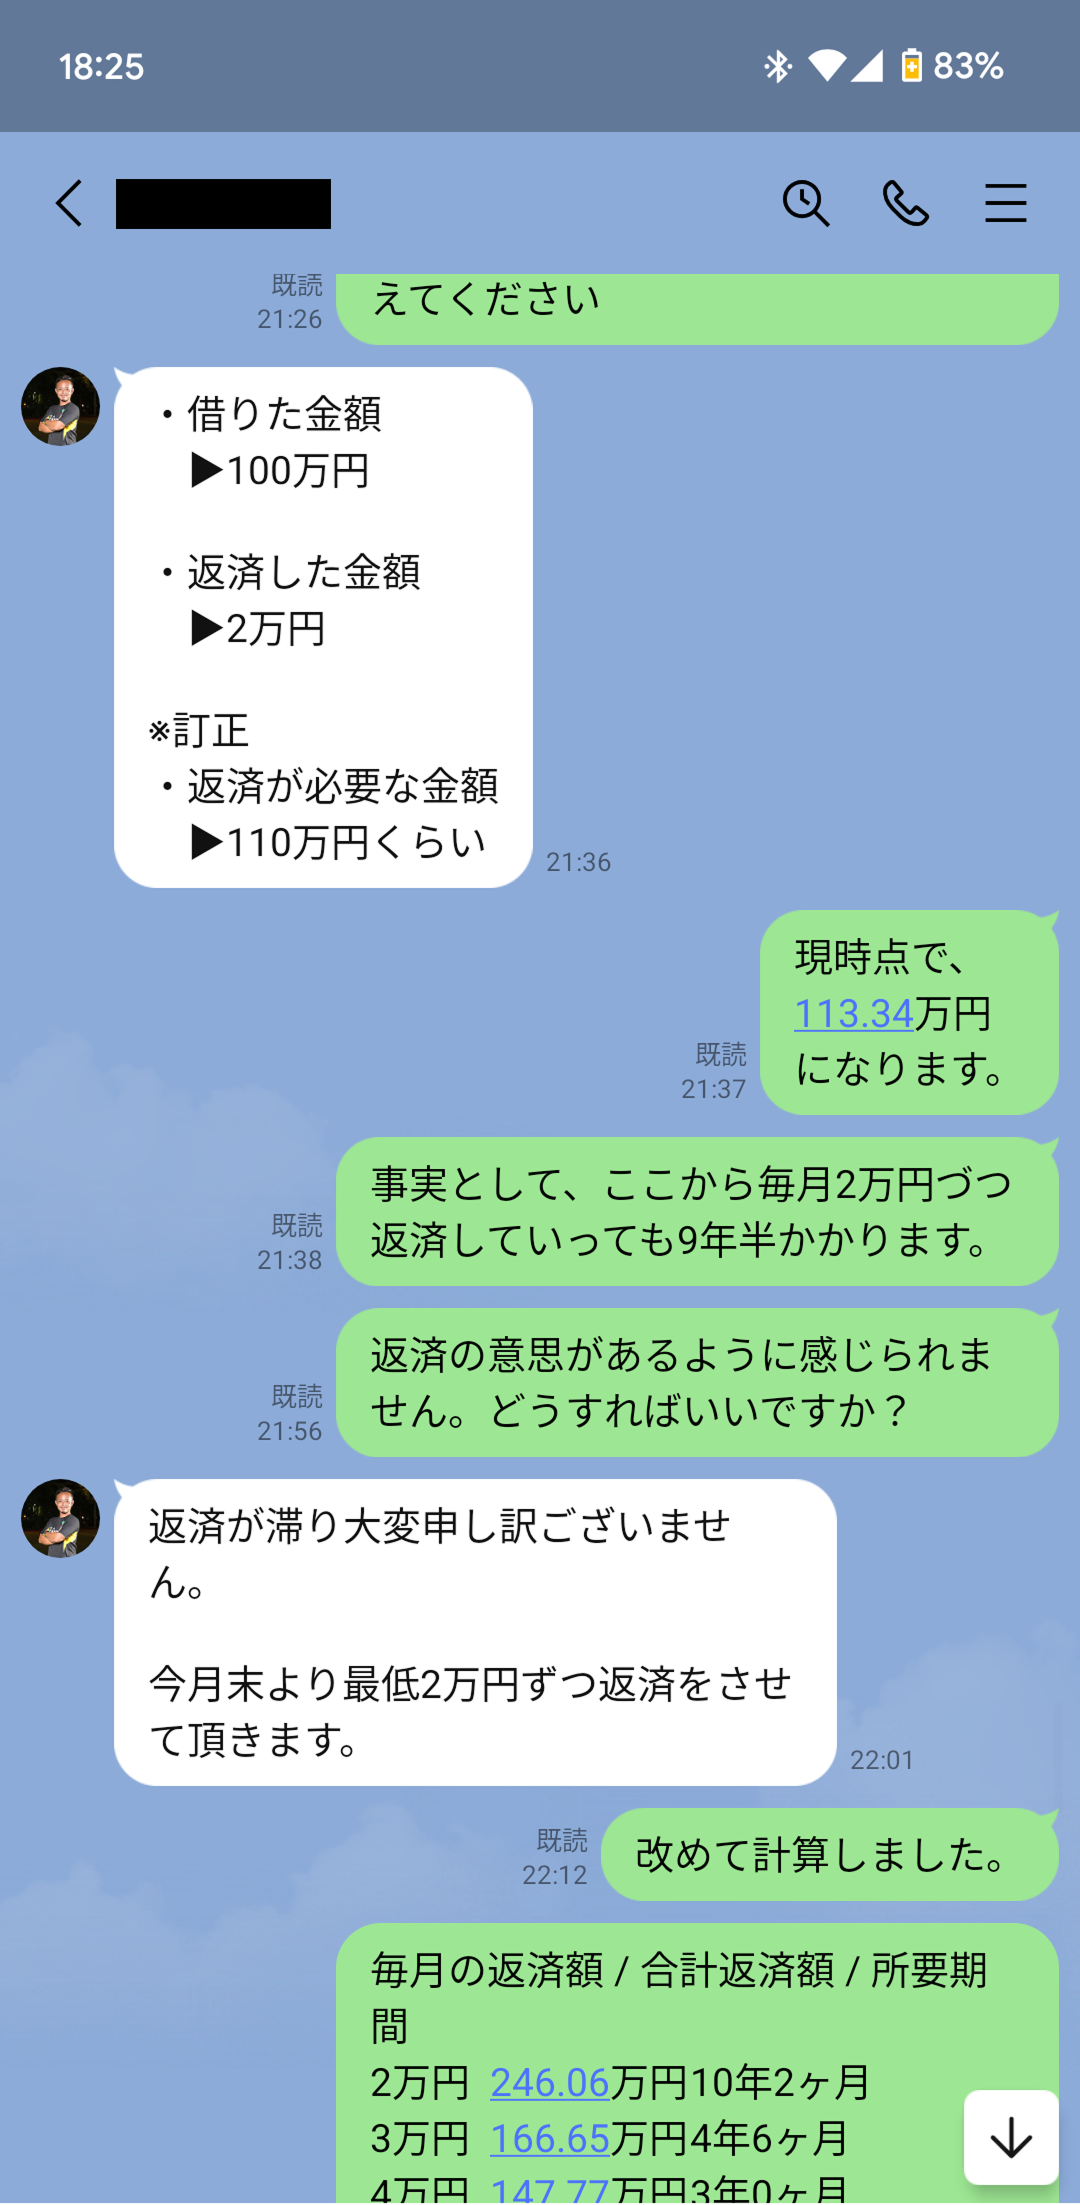 18:25
83%
既読
21:26
えてください
・借りた金額
▶100万円
・返済した金額
▶2万円
※訂正
・返済が必要な金額
▶110万円くらい
21:36
現時点で、
113.34万円
になります。
既読
21:37
事実として、ここから毎月2万円づつ
返済していっても9年半かかります。
既読
21:38
返済の意思があるように感じられま
せん。どうすればいいですか？
既読
21:56
返済が滞り大変申し訳ございませ
ん。
今月末より最低2万円ずつ返済をさせ
て頂きます。
22:01
改めて計算しました。
既読
22:12
毎月の返済額 / 合計返済額 / 所要期
間
2万円 246.06万円10年2ヶ月
3万円 166.65万円4年6ヶ月
4万円 147.77万円3年0ヶ月